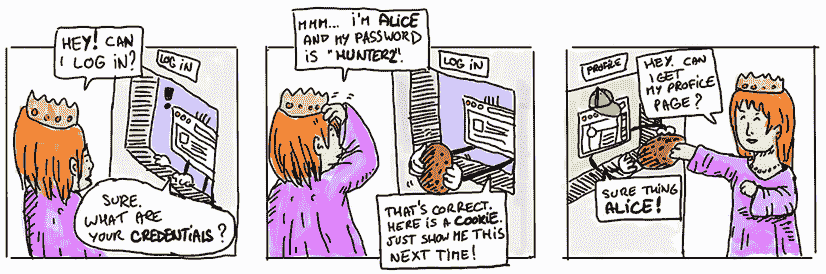 HEY! CAN
I LOG IN?
LOG IN
SURE.
WHAT ARE
YOUR CREDENTIALS?
MMM... I'M ALICE
AND MY PASSWORD
IS "HUNTER2".
LOG IN
THAT'S CORRECT.
HERE IS A COOKIE.
JUST SHOW ME THIS
NEXT TIME!
PROFILE
HEY. CAN
I GET
MY PROFILE
PAGE?
SURE THING
ALICE!